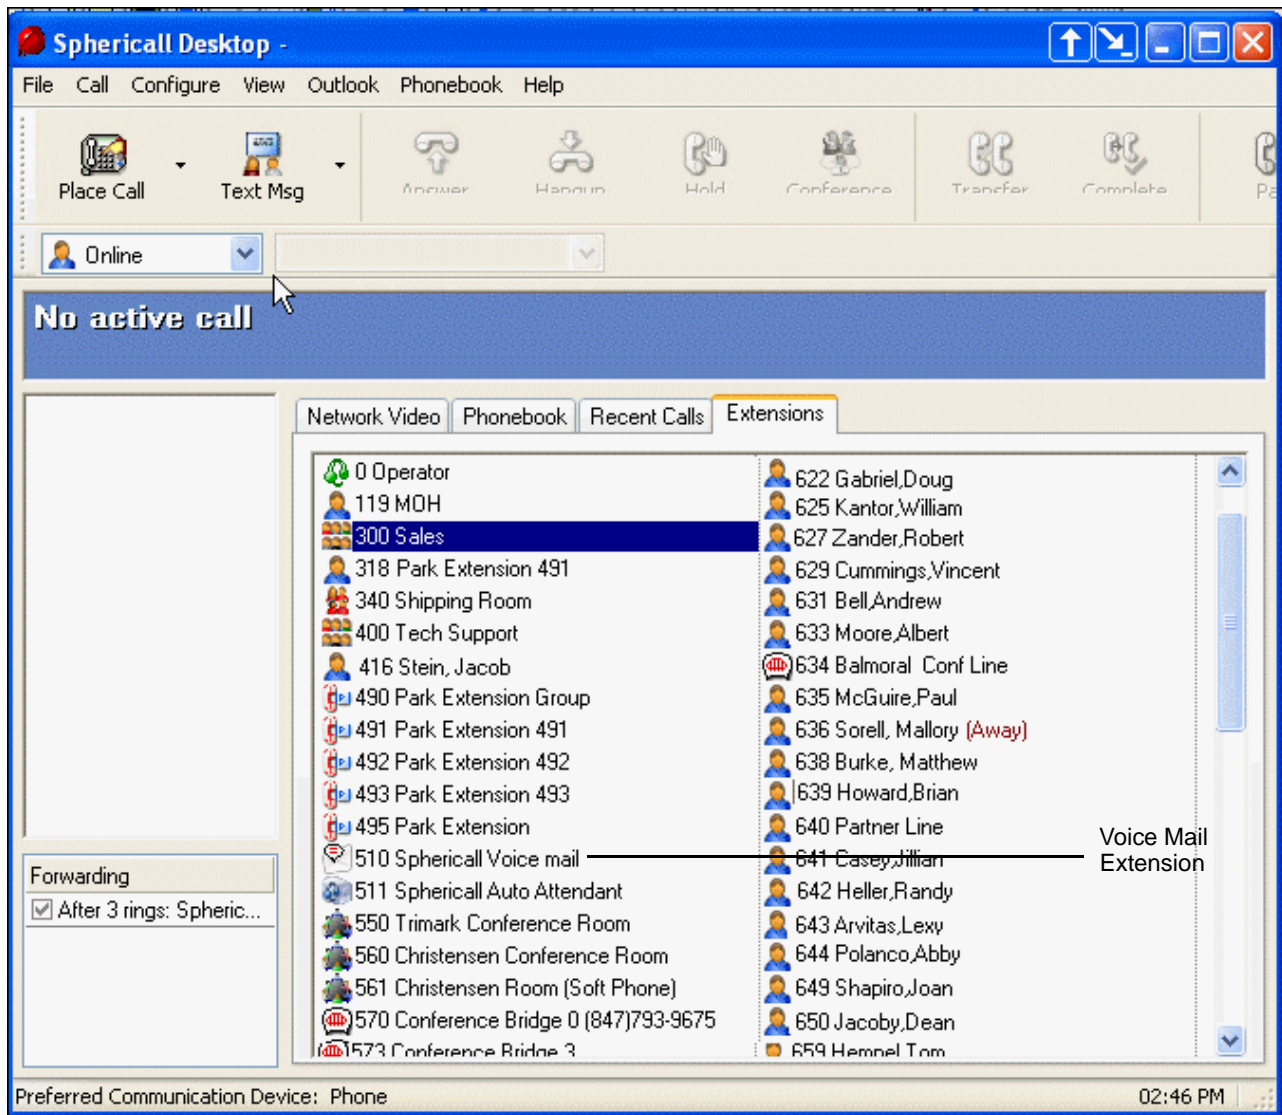 Sphericall Desktop -
File Call Configure View Outlook Phonebook Help
Place Call Text Msg Answer Hangup Hold Conference Transfer Complete
Online
No active call
Network Video Phonebook Recent Calls Extensions
0 Operator
119 MOH
300 Sales
318 Park Extension 491
340 Shipping Room
400 Tech Support
416 Stein, Jacob
490 Park Extension Group
491 Park Extension 491
492 Park Extension 492
493 Park Extension 493
495 Park Extension
510 Sphericall Voice mail
511 Sphericall Auto Attendant
550 Trimark Conference Room
560 Christensen Conference Room
561 Christensen Room (Soft Phone)
570 Conference Bridge 0 (847)793-9675
573 Conference Bridge 3
622 Gabriel,Doug
625 Kantor,William
627 Zander,Robert
629 Cummings,Vincent
631 Bell,Andrew
633 Moore,Albert
634 Balmoral Conf Line
635 McGuire,Paul
636 Sorell, Mallory (Away)
638 Burke, Matthew
639 Howard,Brian
640 Partner Line
641 Casey,Jillian
642 Heller,Randy
643 Arvitas,Lexy
644 Polanco,Abby
649 Shapiro,Joan
650 Jacoby,Dean
659 Hempel Tom
Voice Mail
Extension
Forwarding
After 3 rings: Spheric...
Preferred Communication Device: Phone
02:46 PM